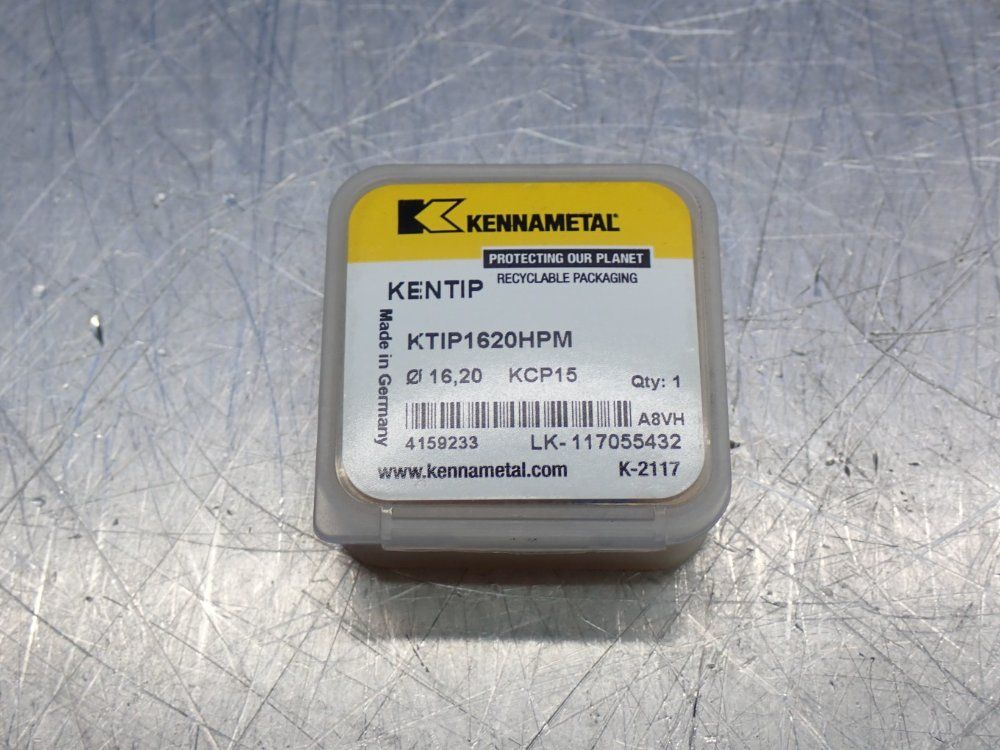 KENNAMETAL
PROTECTING OUR PLANET
RECYCLABLE PACKAGING
KENTIP
Made in Germany
KTIP1620HPM
Ø 16,20 KCP15 Qty: 1
A8VH
4159233 LK-117055432
www.kennametal.com K-2117